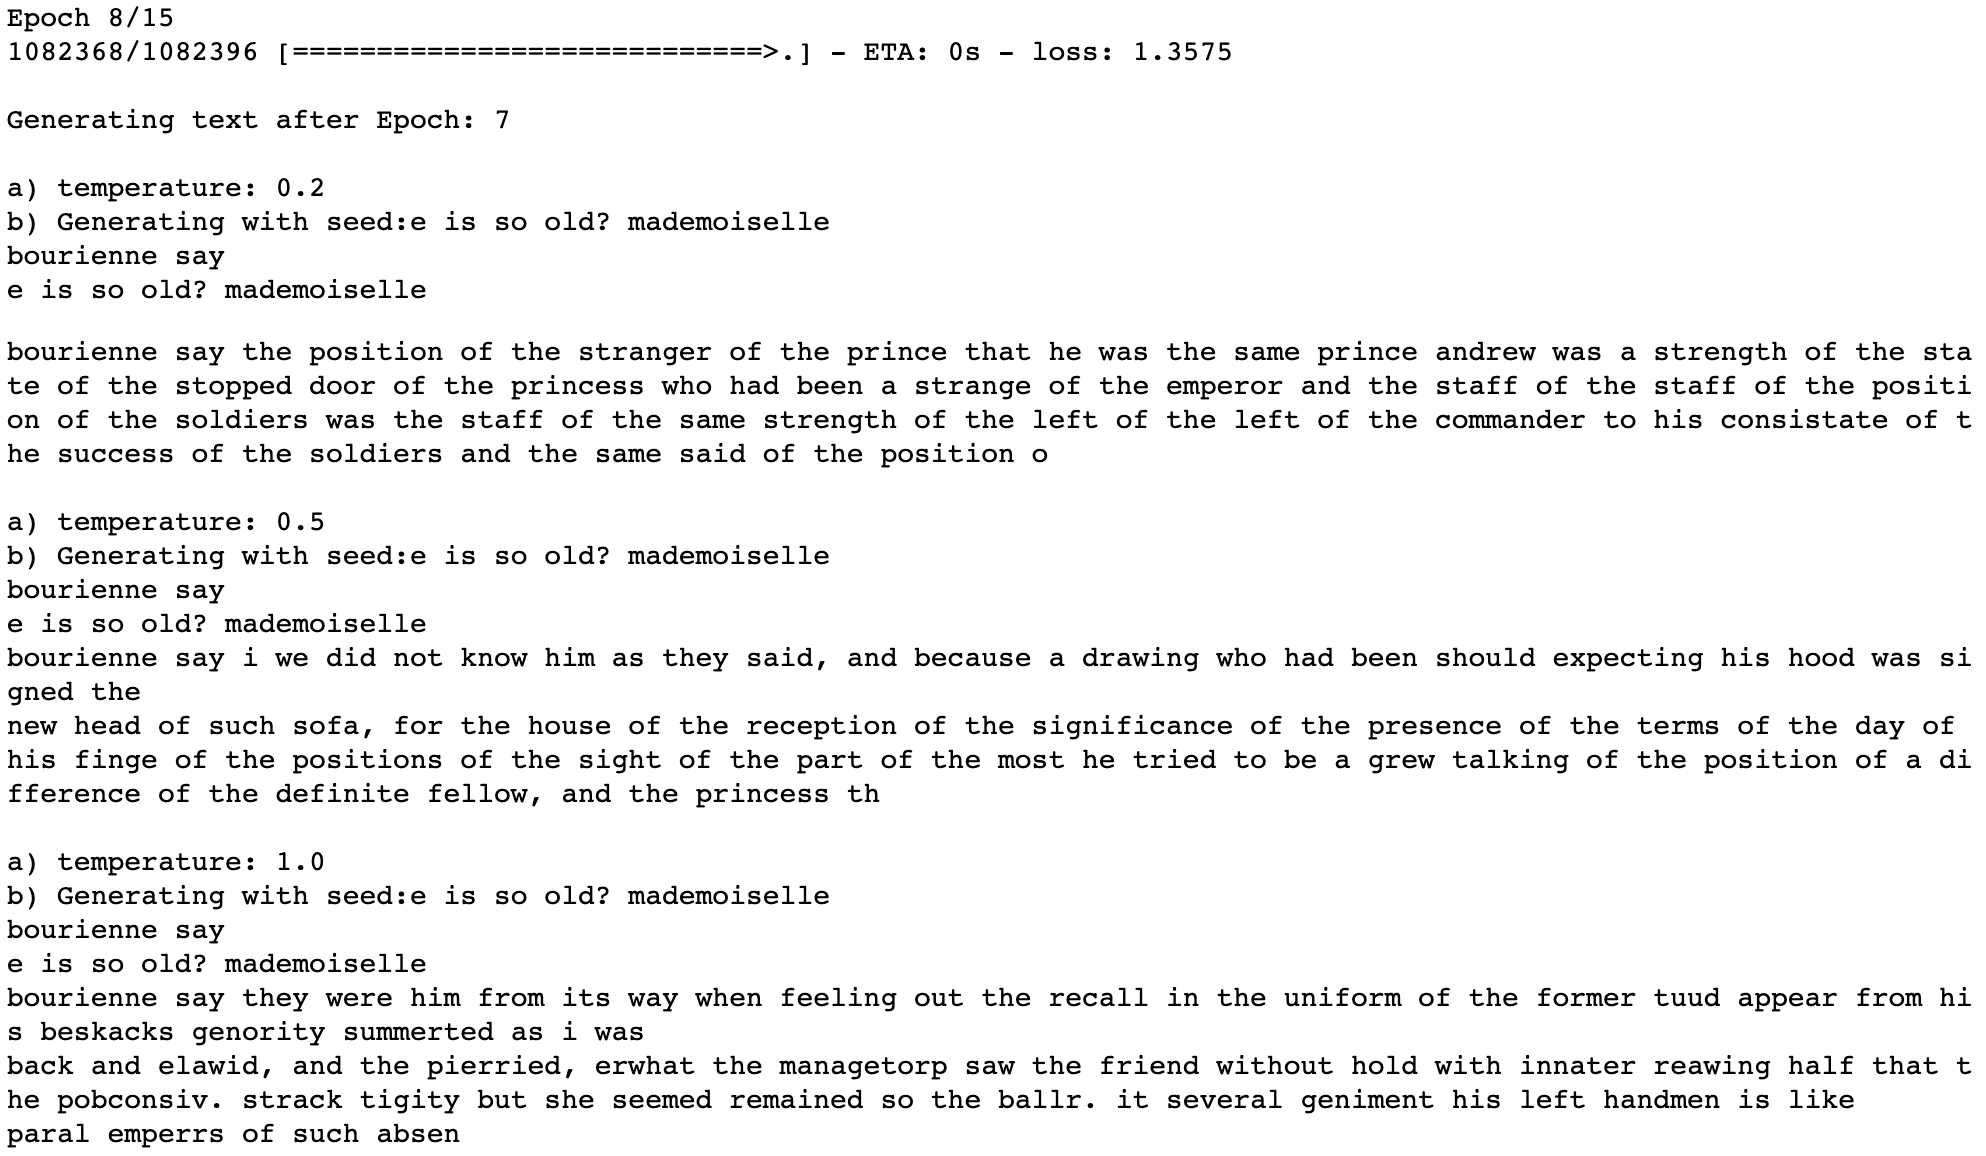 Epoch 8/15
1082368/1082396 [============================>.] - ETA: 0s - loss: 1.3575
Generating text after Epoch: 7
a) temperature: 0.2
b) Generating with seed:e is so old? mademoiselle
bourienne say
e is so old? mademoiselle
bourienne say the position of the stranger of the prince that he was the same prince andrew was a strength of the sta
te of the stopped door of the princess who had been a strange of the emperor and the staff of the staff of the positi
on of the soldiers was the staff of the same strength of the left of the left of the commander to his consistate of t
he success of the soldiers and the same said of the position o
a) temperature: 0.5
b) Generating with seed:e is so old? mademoiselle
bourienne say
e is so old? mademoiselle
bourienne say i we did not know him as they said, and because a drawing who had been should expecting his hood was si
gned the
new head of such sofa, for the house of the reception of the significance of the presence of the terms of the day of
his finge of the positions of the sight of the part of the most he tried to be a grew talking of the position of a di
fference of the definite fellow, and the princess th
a) temperature: 1.0
b) Generating with seed:e is so old? mademoiselle
bourienne say
e is so old? mademoiselle
bourienne say they were him from its way when feeling out the recall in the uniform of the former tuud appear from hi
s beskacks genority summerted as i was
back and elawid, and the pierried, erwhat the managetorp saw the friend without hold with innater reawing half that t
he pobconsiv. strack tigity but she seemed remained so the ballr. it several geniment his left handmen is like
paral emperrs of such absen